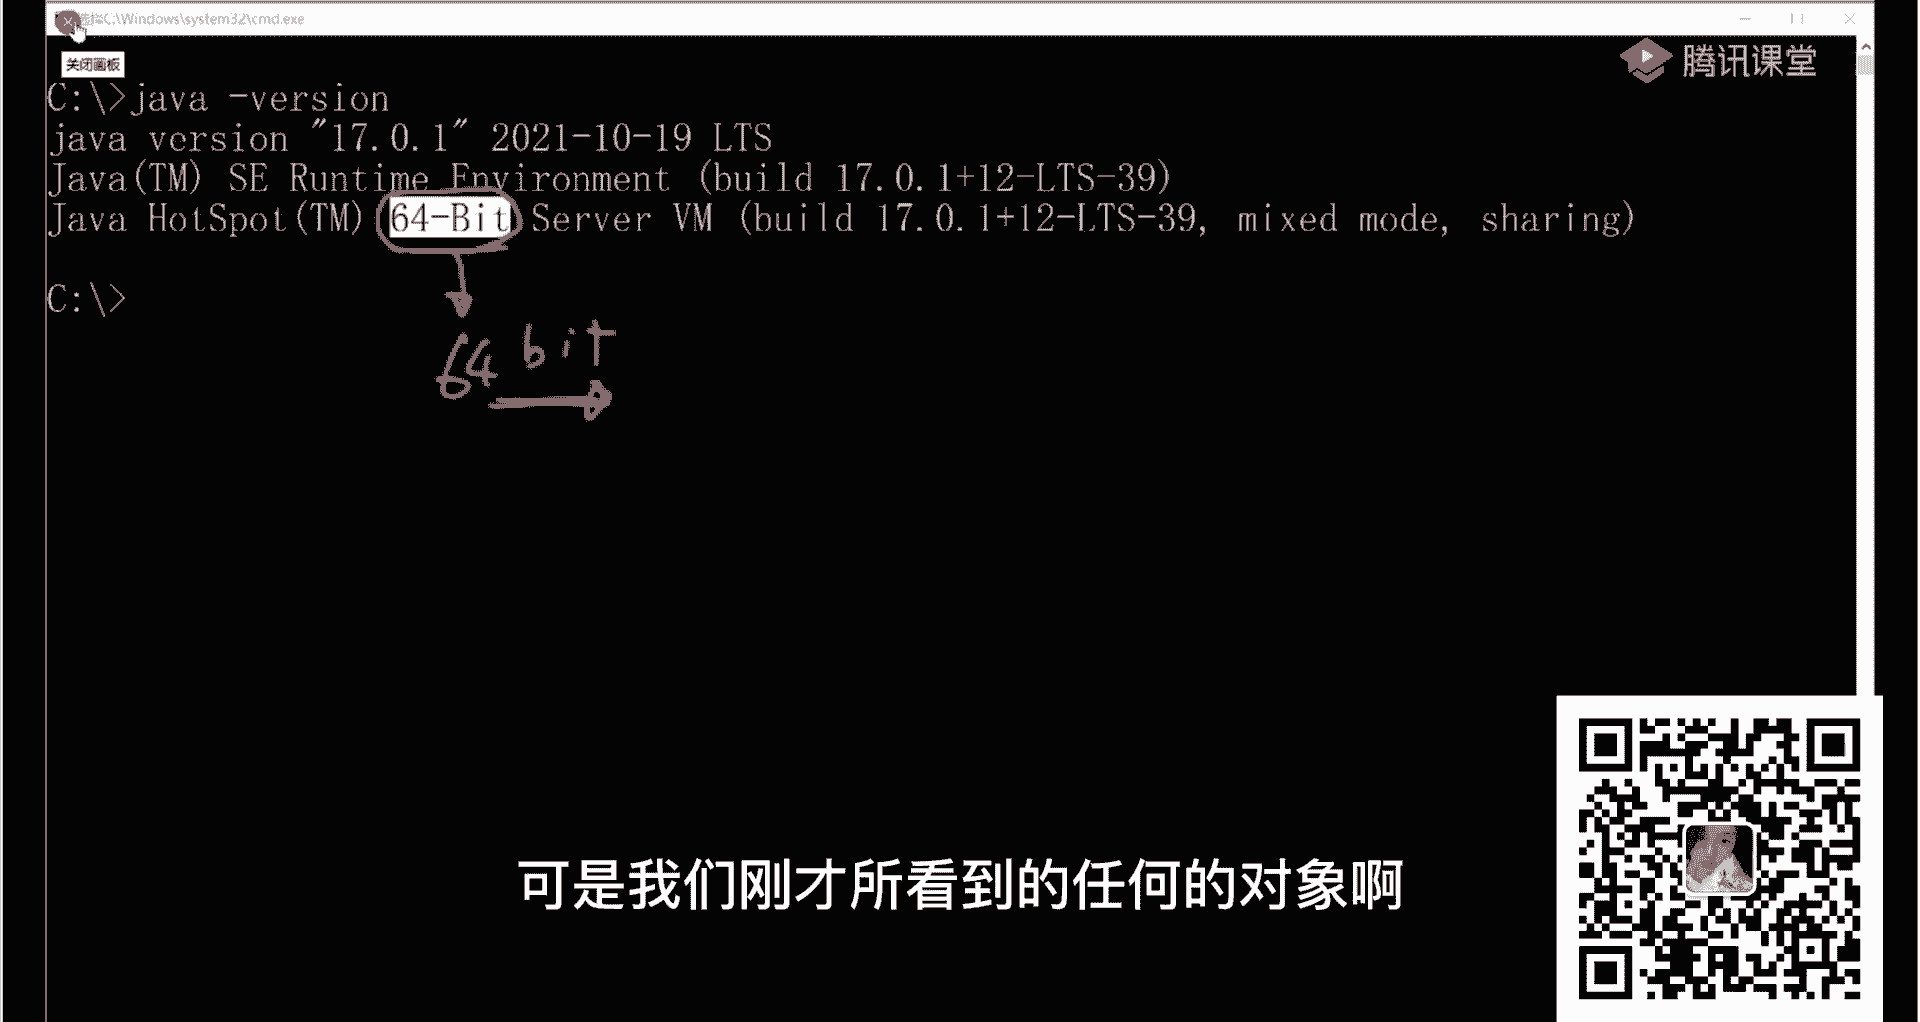 选择C:\Windows\system32\cmd.exe
关闭画板
腾讯课堂
C:\>java -version
java version "17.0.1" 2021-10-19 LTS
Java(TM) SE Runtime Environment (build 17.0.1+12-LTS-39)
Java HotSpot(TM) 64-Bit Server VM (build 17.0.1+12-LTS-39, mixed mode, sharing)
C:\>
64 bit
可是我们刚才所看到的任何的对象啊